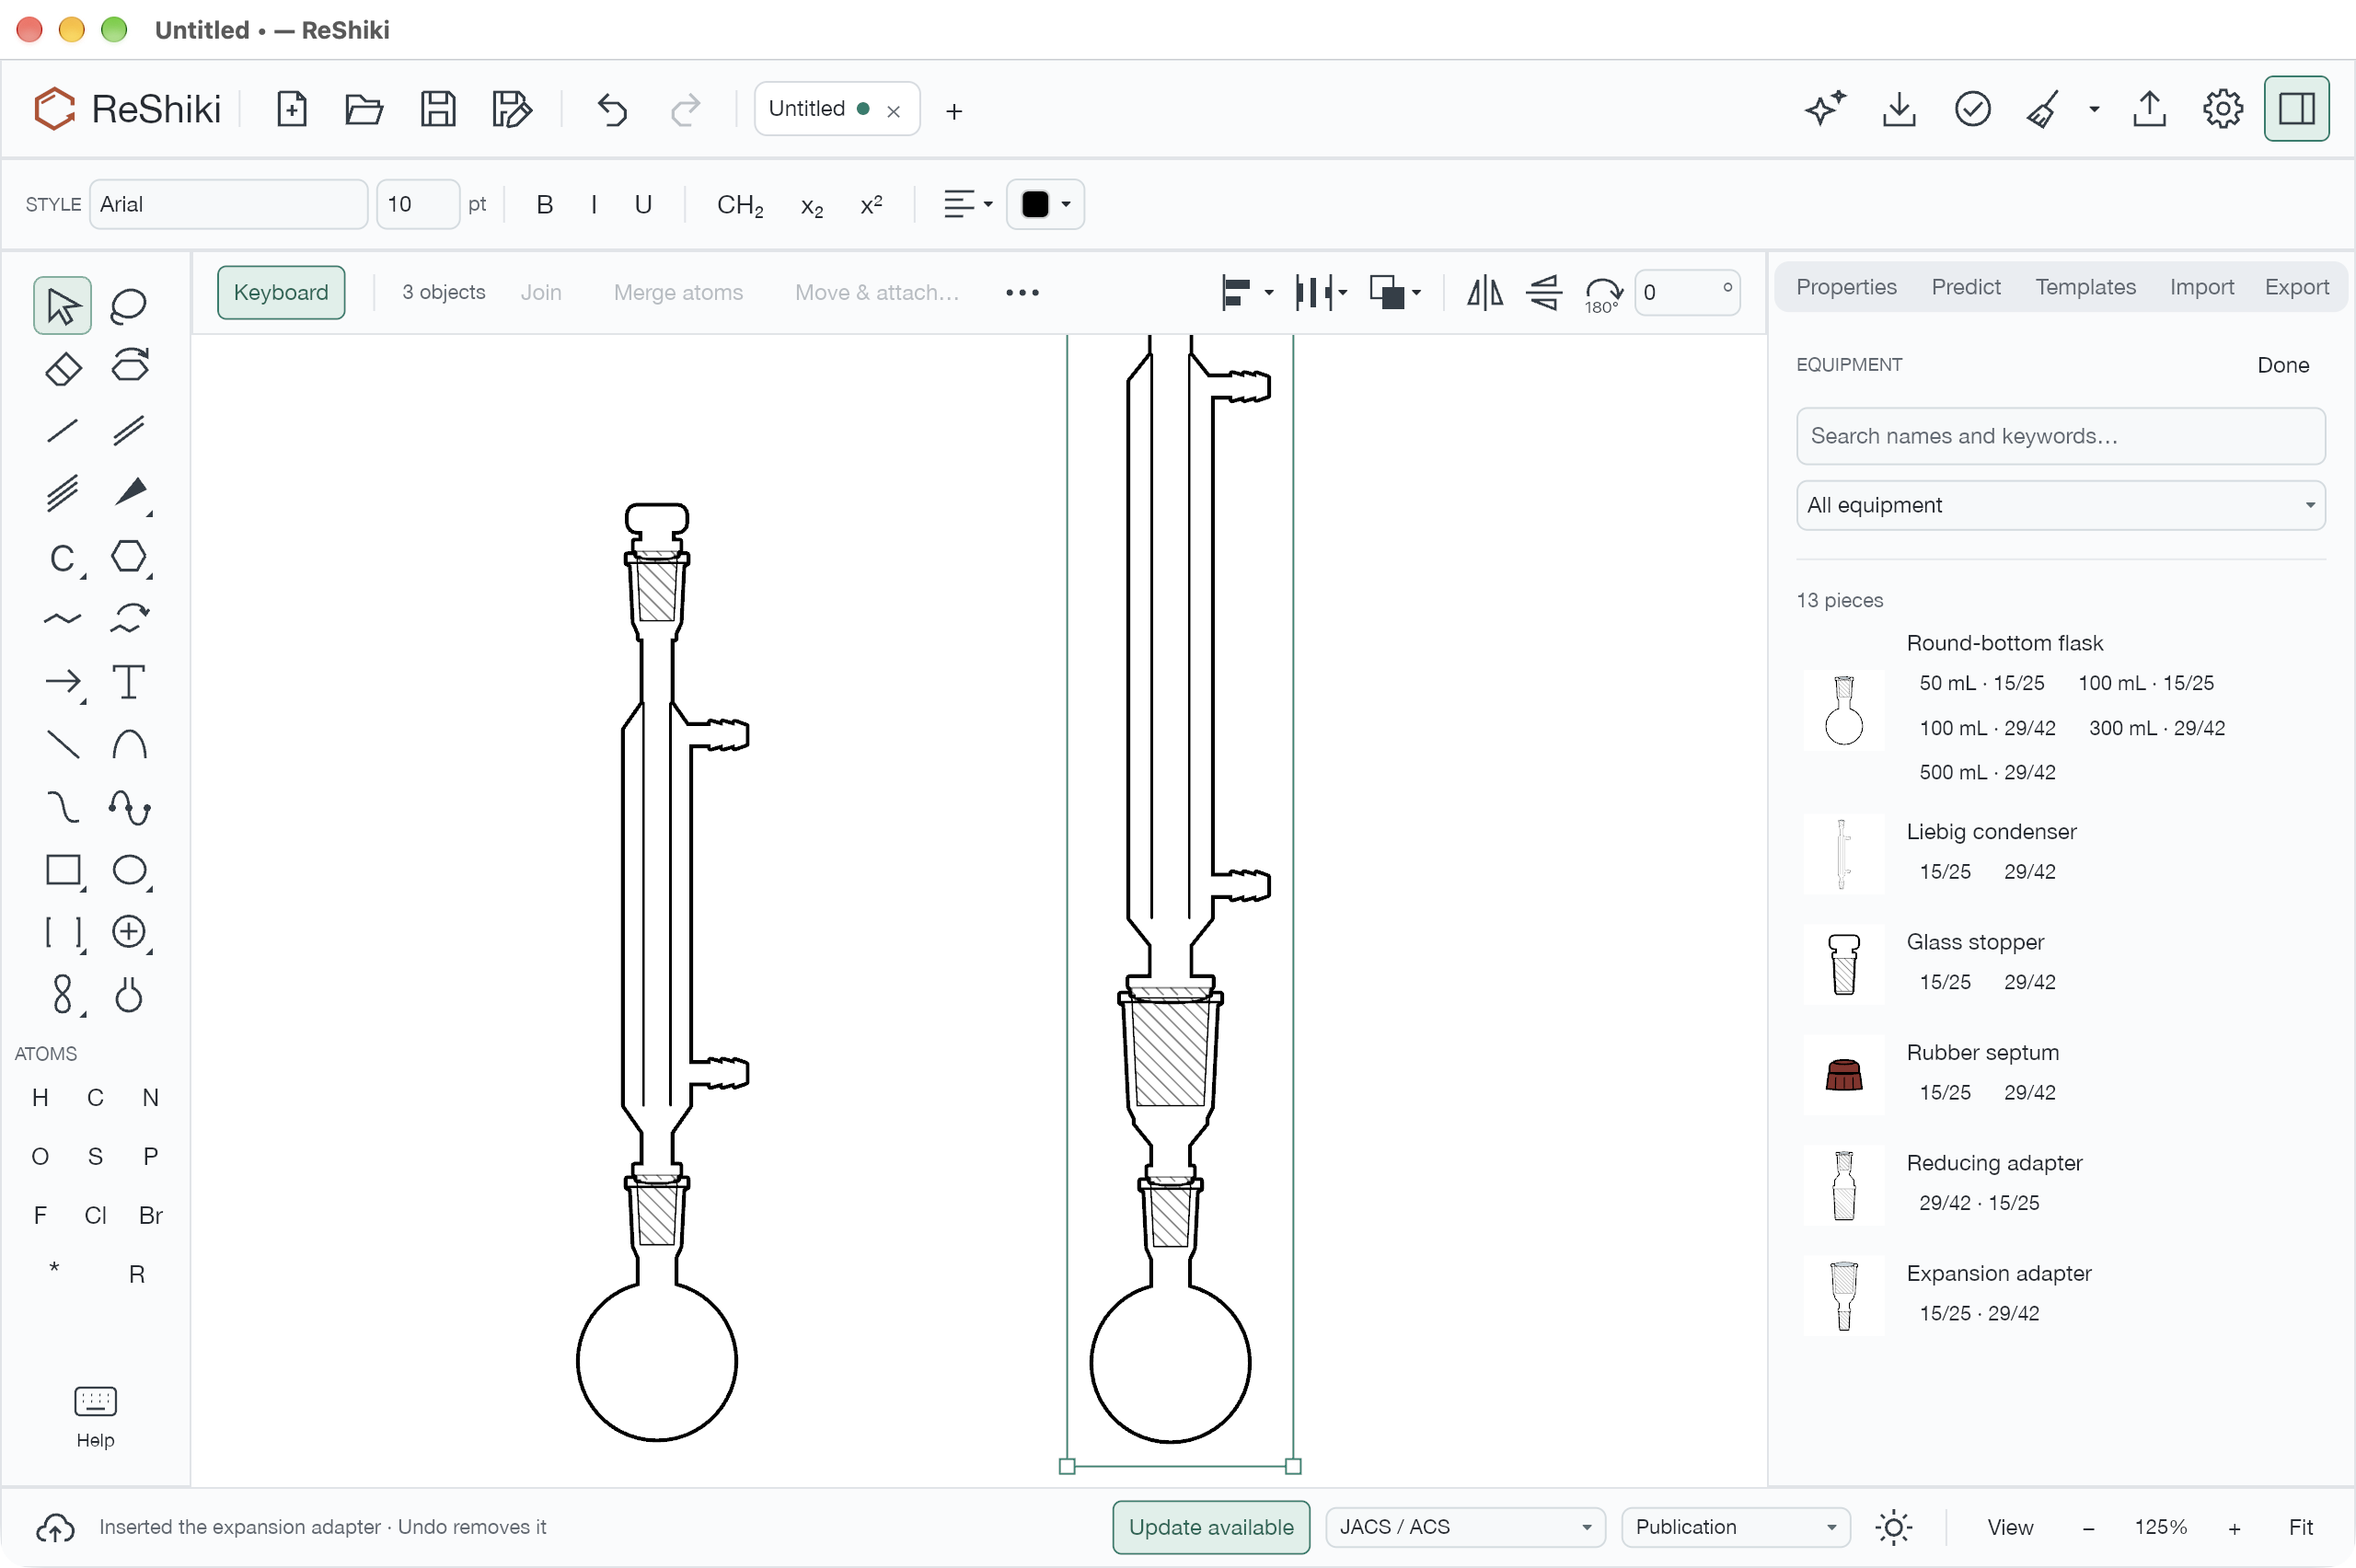 Untitled • — ReShiki
ReShiki
Untitled
STYLE Arial 10 pt B I U CH₂ x₂ x²
Keyboard 3 objects Join Merge atoms Move & attach... 180° 0 °
Properties Predict Templates Import Export
EQUIPMENT Done
Search names and keywords...
All equipment
13 pieces
Round-bottom flask
50 mL · 15/25 100 mL · 15/25
100 mL · 29/42 300 mL · 29/42
500 mL · 29/42
Liebig condenser
15/25 29/42
Glass stopper
15/25 29/42
Rubber septum
15/25 29/42
Reducing adapter
29/42 · 15/25
Expansion adapter
15/25 · 29/42
C
T
ATOMS
H C N
O S P
F Cl Br
* R
Help
Inserted the expansion adapter · Undo removes it
Update available JACS / ACS Publication View − 125% + Fit